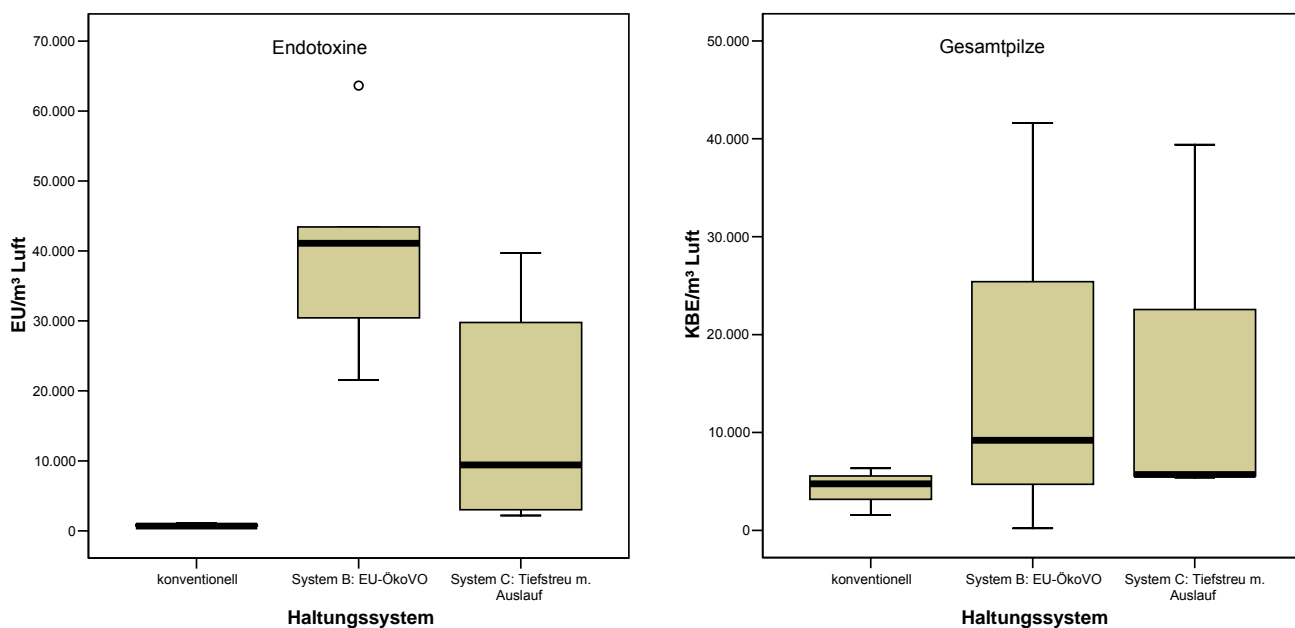 Endotoxine
EU/m³ Luft
70.000
60.000
50.000
40.000
30.000
20.000
10.000
0
konventionell
System B: EU-ÖkoVO
System C: Tiefstreu m.
Auslauf
Haltungssystem
Gesamtpilze
KBE/m³ Luft
50.000
40.000
30.000
20.000
10.000
0
konventionell
System B: EU-ÖkoVO
System C: Tiefstreu m.
Auslauf
Haltungssystem